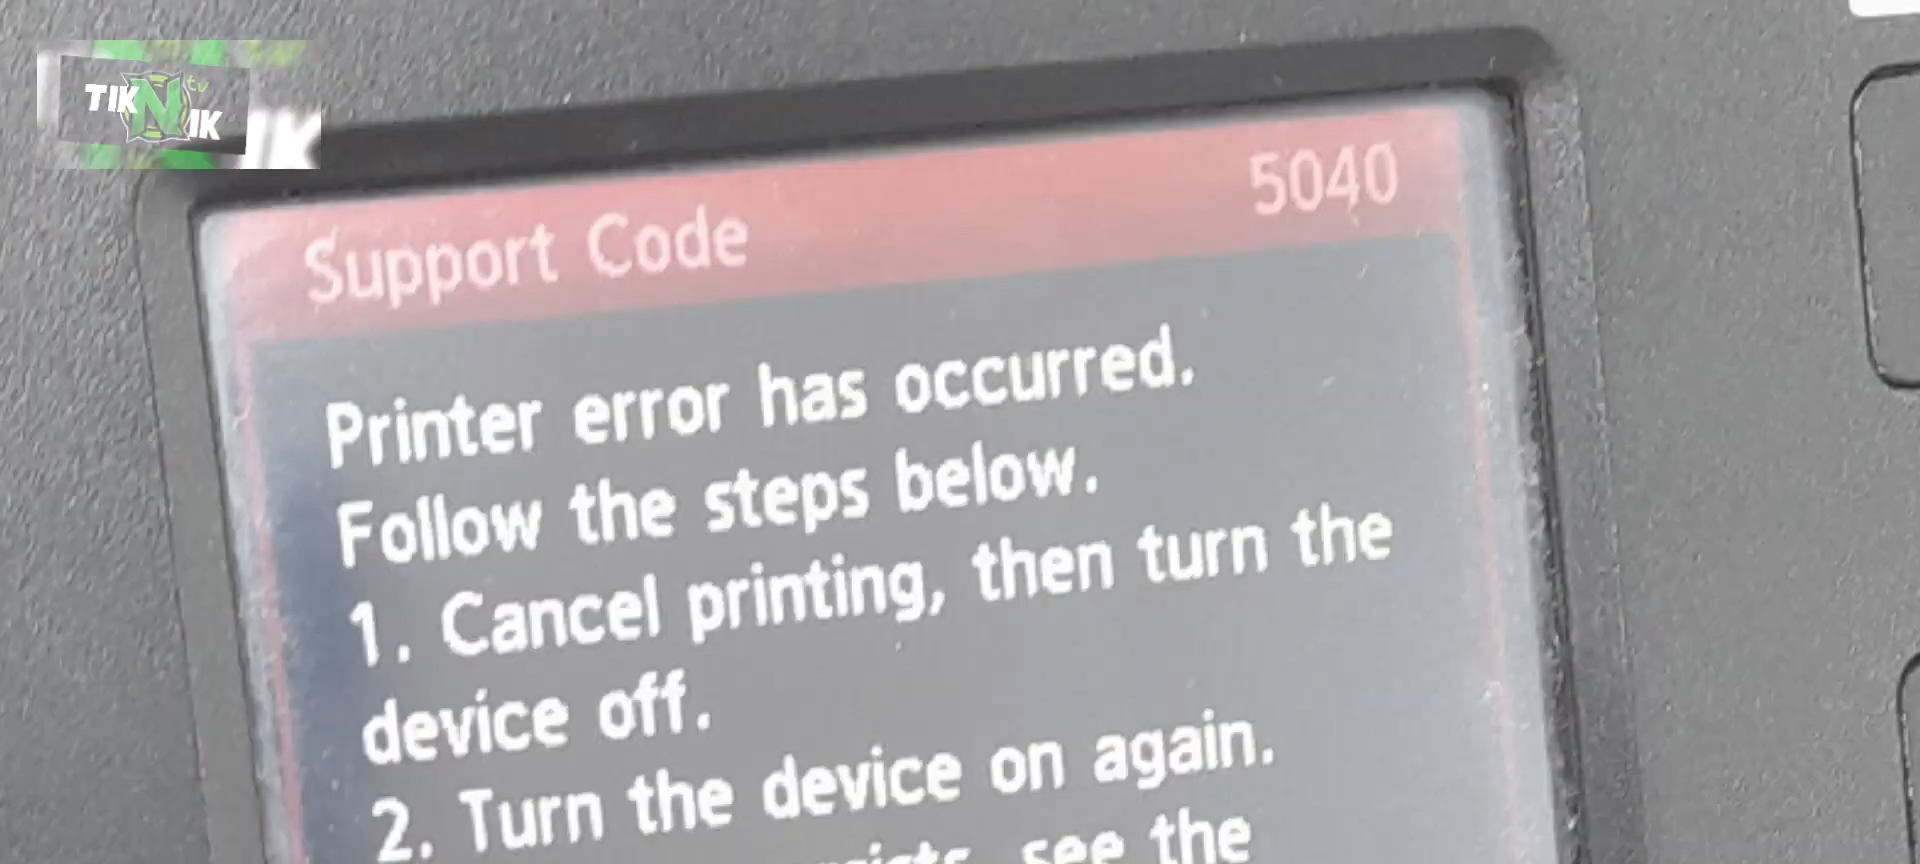 TIK N IK tv
IK
Support Code 5040
Printer error has occurred.
Follow the steps below.
1. Cancel printing, then turn the
device off.
2. Turn the device on again.
see the